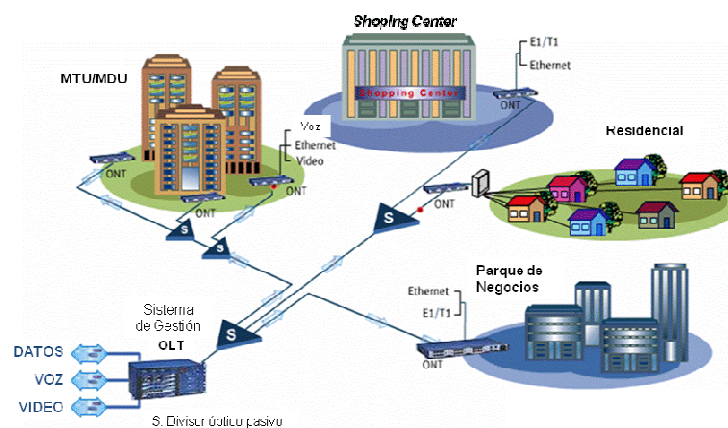 Shoping Center
E1/T1
Ethernet
ONT
Shopping Center
MTU/MDU
Voz
Ethernet
Video
ONT
ONT
ONT
Residencial
ONT
S
S
S
S
Parque de
Negocios
Ethernet
E1/T1
ONT
Sistema
de Gestión
OLT
DATOS
VOZ
VIDEO
S. Divisor óptico pasivo